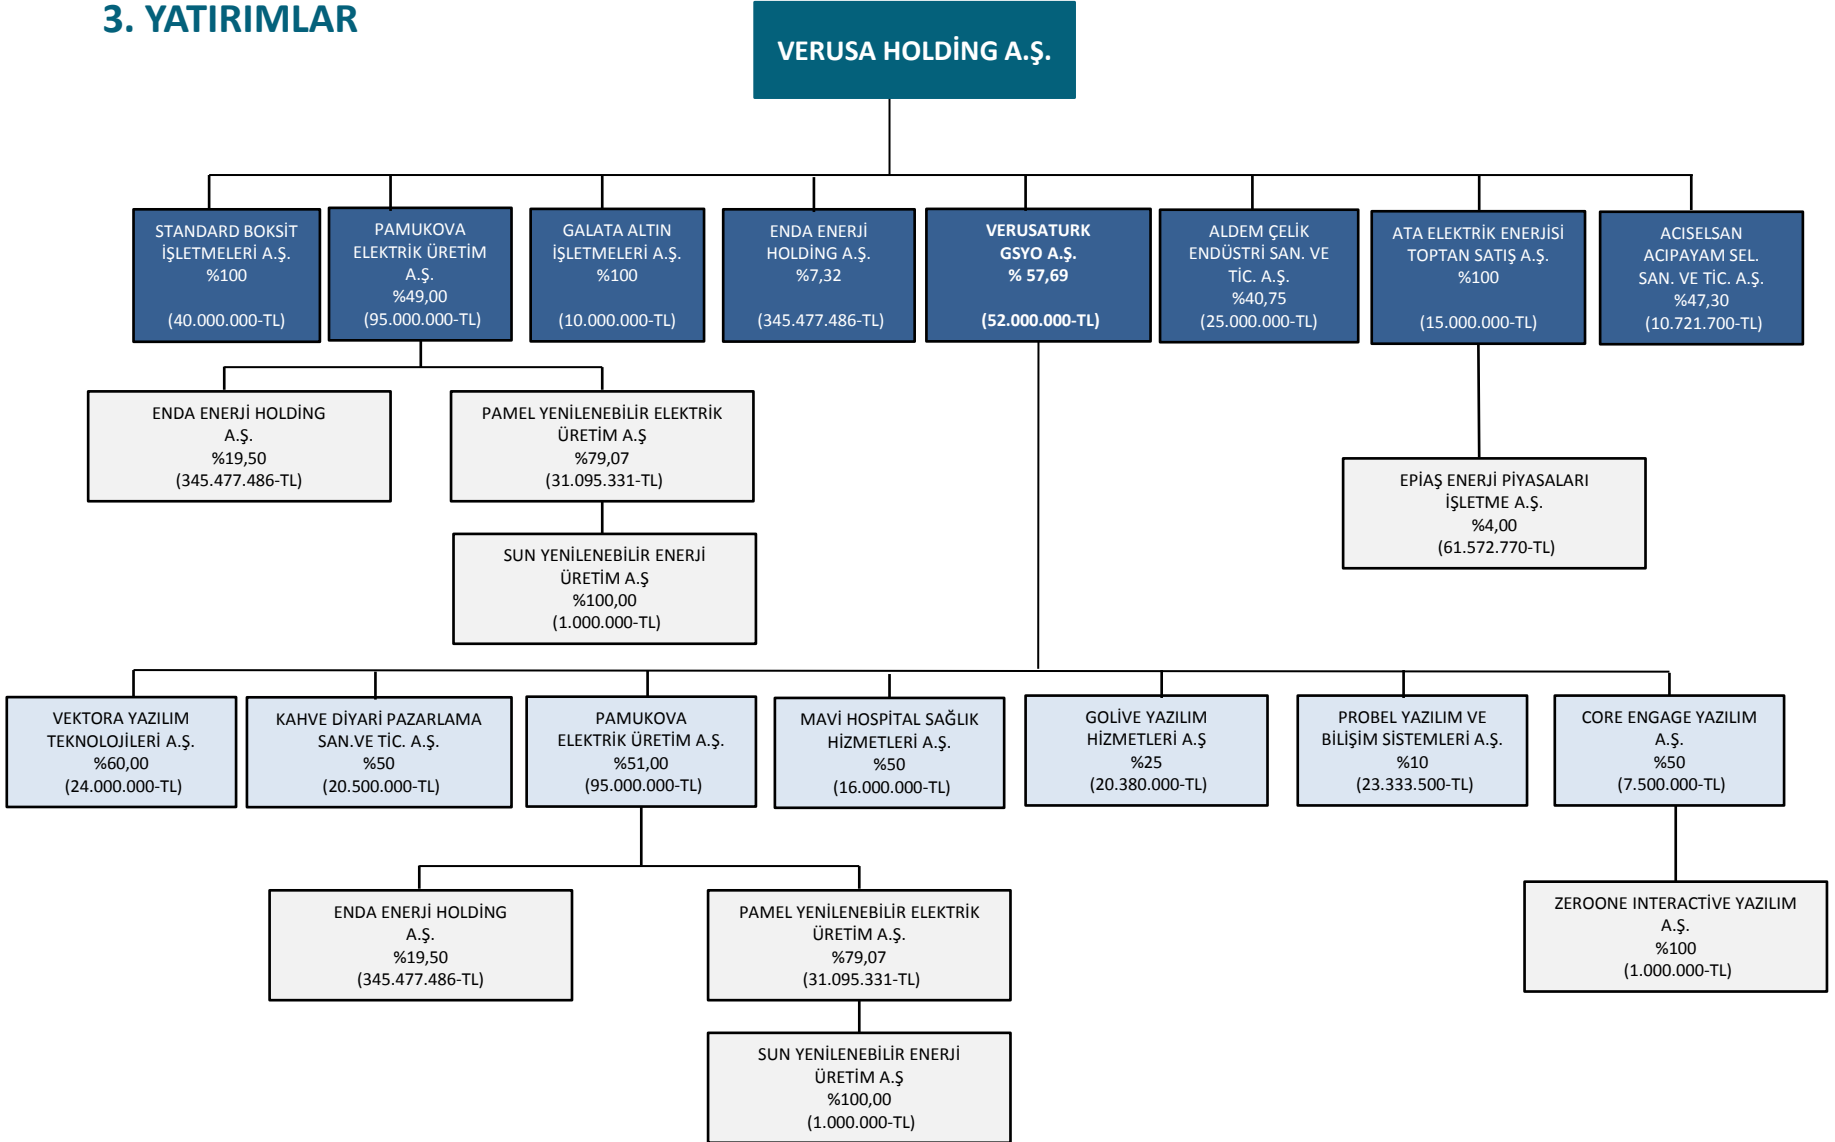 3. YATIRIMLAR
VERUSA HOLDİNG A.Ş.
STANDARD BOKSİT
İŞLETMELERİ A.Ş.
%100
(40.000.000-TL)
PAMUKOVA
ELEKTRİK ÜRETİM
A.Ş.
%49,00
(95.000.000-TL)
GALATA ALTIN
İŞLETMELERİ A.Ş.
%100
(10.000.000-TL)
ENDA ENERJİ
HOLDİNG A.Ş.
%7,32
(345.477.486-TL)
VERUSATURK
GSYO A.Ş.
% 57,69
(52.000.000-TL)
ALDEM ÇELİK
ENDÜSTRİ SAN. VE
TİC. A.Ş.
%40,75
(25.000.000-TL)
ATA ELEKTRİK ENERJİSİ
TOPTAN SATIŞ A.Ş.
%100
(15.000.000-TL)
ACISELSAN
ACIPAYAM SEL.
SAN. VE TİC. A.Ş.
%47,30
(10.721.700-TL)
ENDA ENERJİ HOLDİNG
A.Ş.
%19,50
(345.477.486-TL)
PAMEL YENİLENEBİLİR ELEKTRİK
ÜRETİM A.Ş
%79,07
(31.095.331-TL)
EPİAŞ ENERJİ PİYASALARI
İŞLETME A.Ş.
%4,00
(61.572.770-TL)
SUN YENİLENEBİLİR ENERJİ
ÜRETİM A.Ş
%100,00
(1.000.000-TL)
VEKTORA YAZILIM
TEKNOLOJİLERİ A.Ş.
%60,00
(24.000.000-TL)
KAHVE DİYARİ PAZARLAMA
SAN.VE TİC. A.Ş.
%50
(20.500.000-TL)
PAMUKOVA
ELEKTRİK ÜRETİM A.Ş.
%51,00
(95.000.000-TL)
MAVİ HOSPİTAL SAĞLIK
HİZMETLERİ A.Ş.
%50
(16.000.000-TL)
GOLİVE YAZILIM
HİZMETLERİ A.Ş
%25
(20.380.000-TL)
PROBEL YAZILIM VE
BİLİŞİM SİSTEMLERİ A.Ş.
%10
(23.333.500-TL)
CORE ENGAGE YAZILIM
A.Ş.
%50
(7.500.000-TL)
ENDA ENERJİ HOLDİNG
A.Ş.
%19,50
(345.477.486-TL)
PAMEL YENİLENEBİLİR ELEKTRİK
ÜRETİM A.Ş.
%79,07
(31.095.331-TL)
ZEROONE INTERACTİVE YAZILIM
A.Ş.
%100
(1.000.000-TL)
SUN YENİLENEBİLİR ENERJİ
ÜRETİM A.Ş
%100,00
(1.000.000-TL)